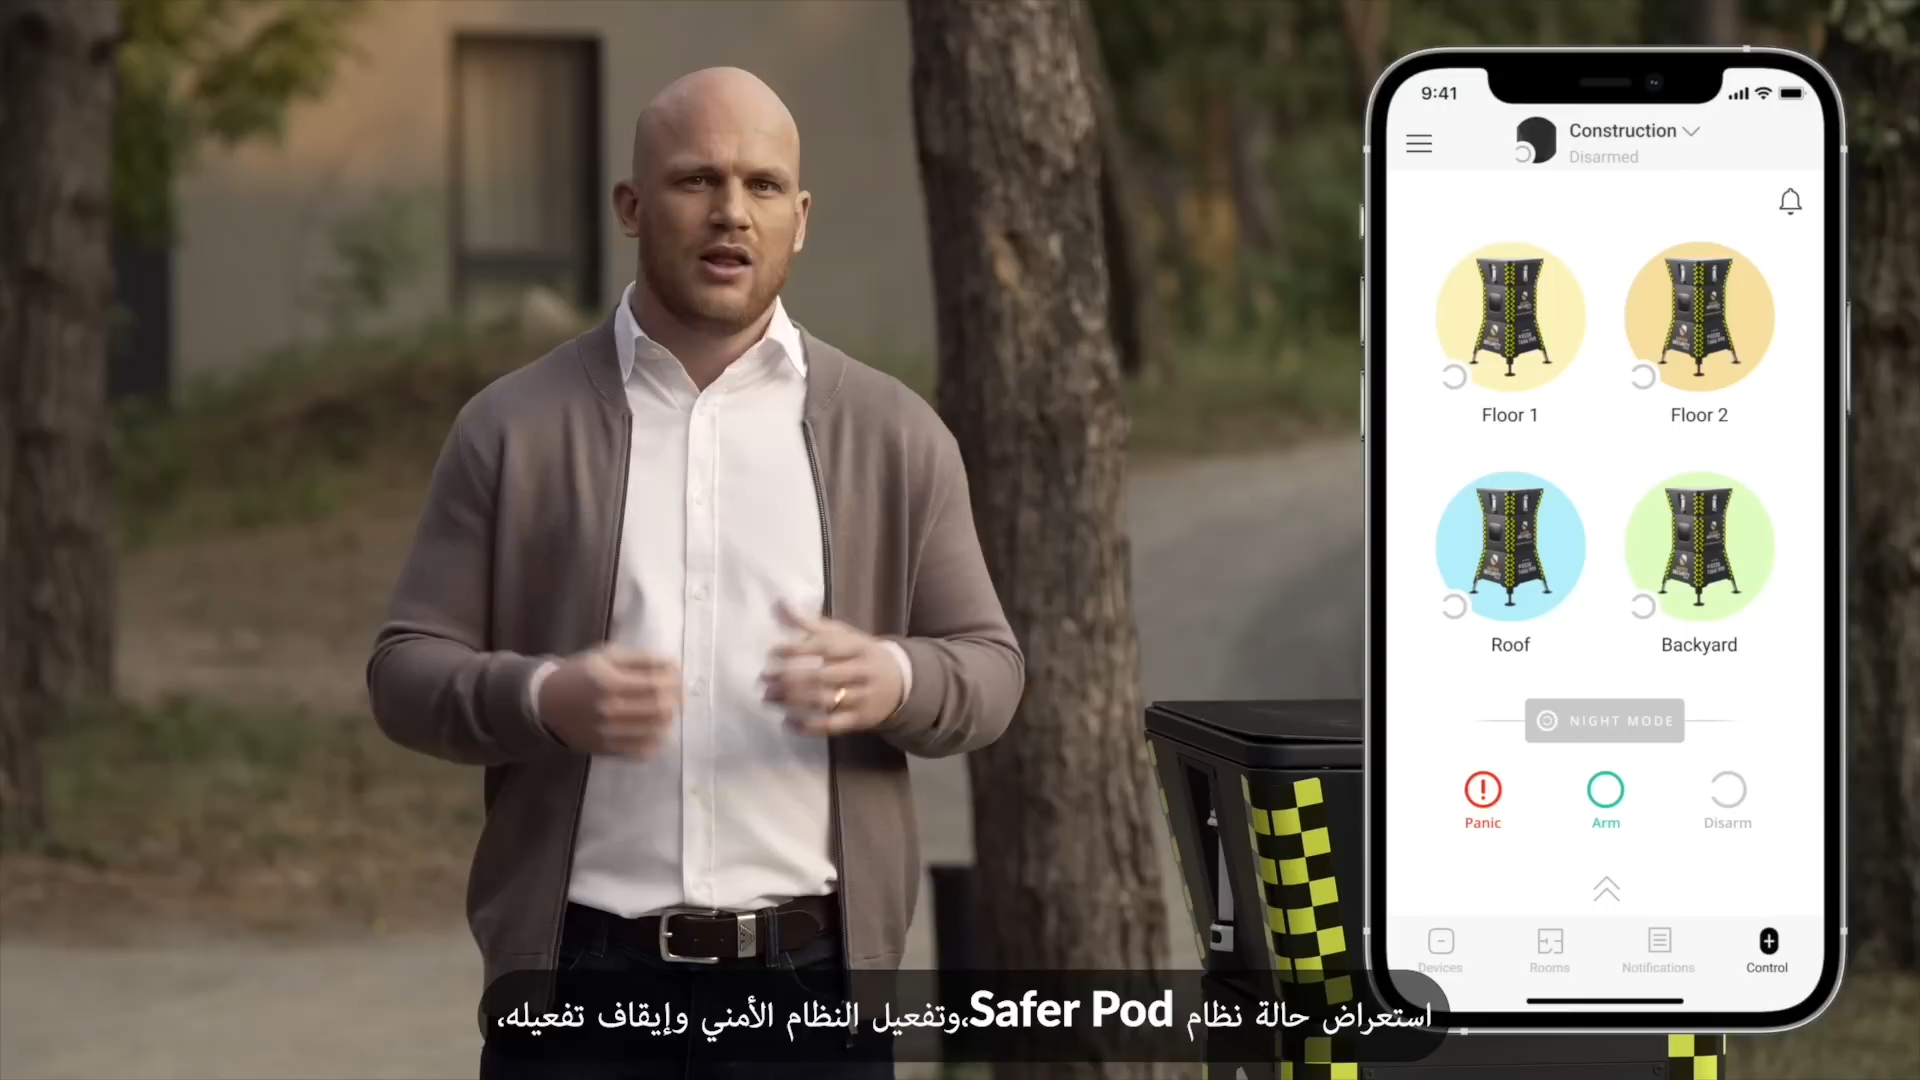 9:41
Construction
Disarmed
Floor 1
Floor 2
Roof
Backyard
NIGHT MODE
Panic
Arm
Disarm
Devices
Rooms
Notifications
Control
استعراض حالة نظام Safer Pod،وتفعيل النظام الأمني وإيقاف تفعيله،